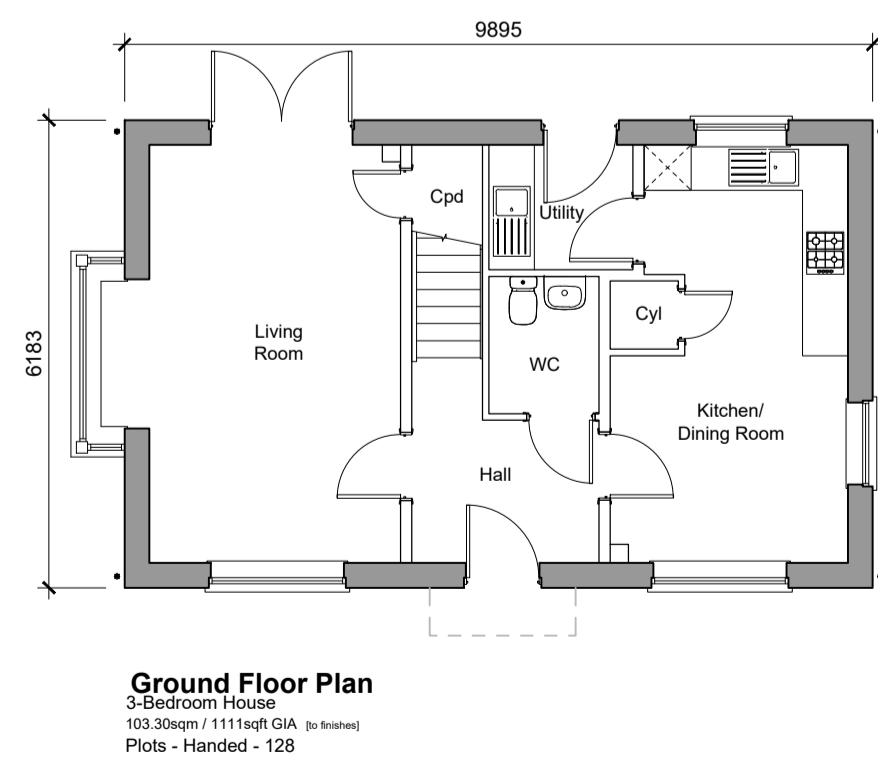 9895
6183
Cpd
Utility
Living
Room
Cyl
WC
Kitchen/
Dining Room
Hall
Ground Floor Plan
3-Bedroom House
103.30sqm / 1111sqft GIA [to finishes]
Plots - Handed - 128